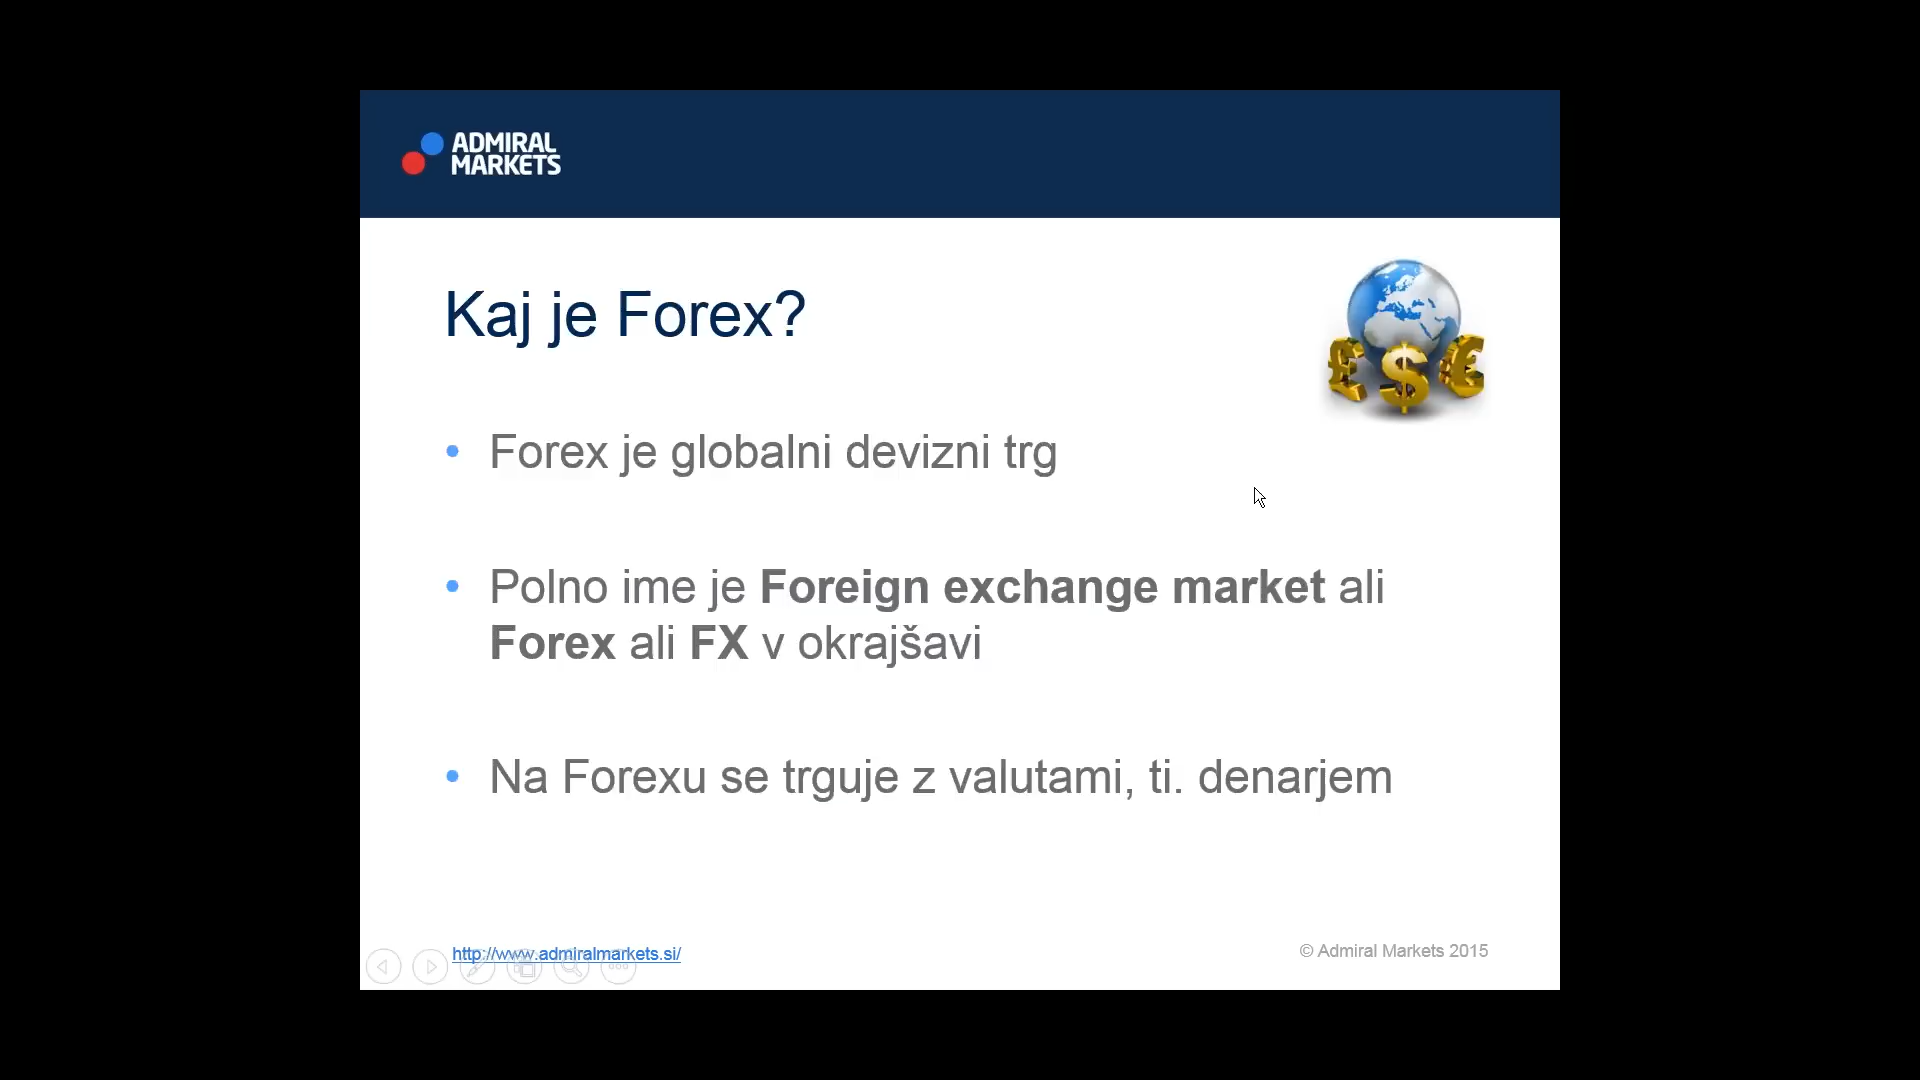 ADMIRAL
MARKETS
Kaj je Forex?
• Forex je globalni devizni trg
• Polno ime je Foreign exchange market ali
Forex ali FX v okrajšavi
• Na Forexu se trguje z valutami, ti. denarjem
http://www.admiralmarkets.si/
© Admiral Markets 2015